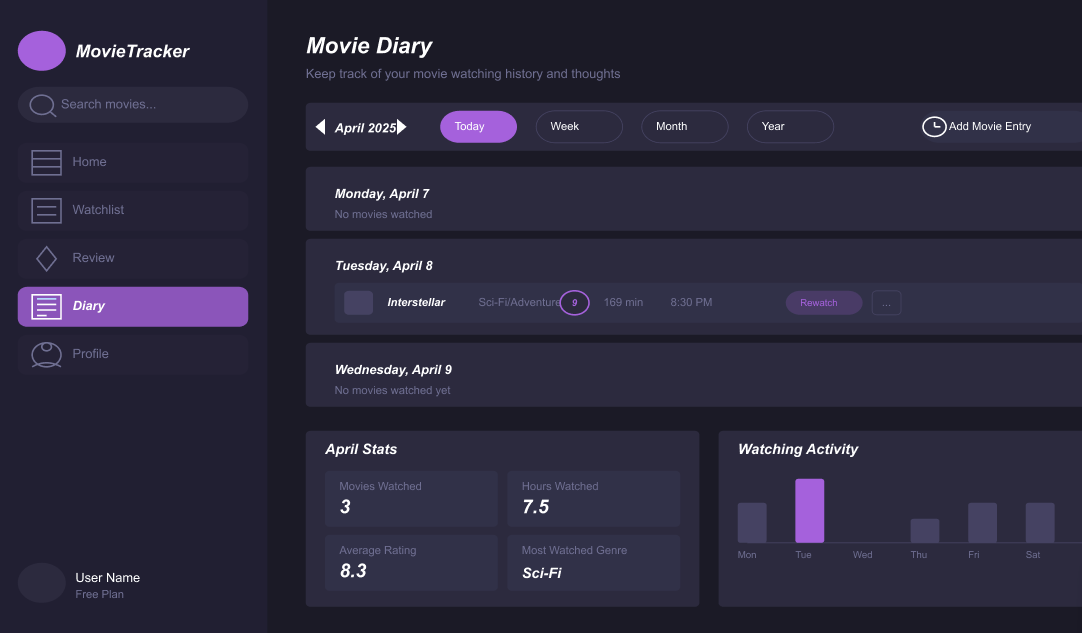 MovieTracker
Search movies...
Home
Watchlist
Review
Diary
Profile
User Name
Free Plan
Movie Diary
Keep track of your movie watching history and thoughts
April 2025
Today
Week
Month
Year
Add Movie Entry
Monday, April 7
No movies watched
Tuesday, April 8
Interstellar
Sci-Fi/Adventure
9
169 min
8:30 PM
Rewatch
...
Wednesday, April 9
No movies watched yet
April Stats
Movies Watched
3
Hours Watched
7.5
Average Rating
8.3
Most Watched Genre
Sci-Fi
Watching Activity
Mon
Tue
Wed
Thu
Fri
Sat